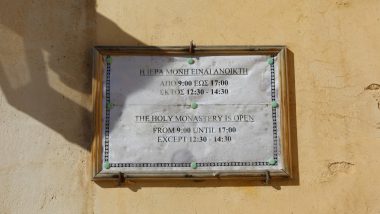 Η ΙΕΡΑ ΜΟΝΗ ΕΙΝΑΙ ΑΝΟΙΚΤΗ
ΑΠΟ 9:00 ΕΩΣ 17:00
ΕΚΤΟΣ 12:30 - 14:30
THE HOLY MONASTERY IS OPEN
FROM 9:00 UNTIL 17:00
EXCEPT 12:30 - 14:30